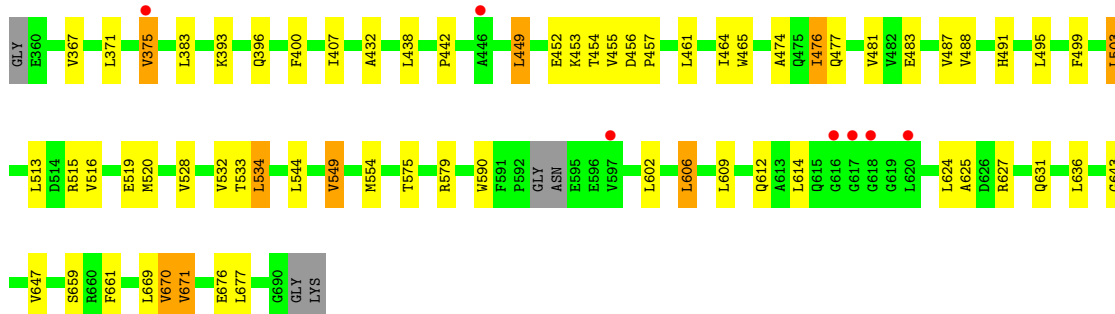 GLY E360 V367 L371 V375 L383 K393 Q396 F400 I407 A432 L438 P442 A446 L449 E452 K453 T454 V455 D456 P457 L461 I464 W465 A474 Q475 I476 Q477 V481 V482 E483 V487 V488 H491 L495 F499 L503
L513 D514 R515 V516 E519 M520 V528 V532 T533 L534 L544 V549 M554 T575 R579 W590 F591 P592 GLY ASN E595 E596 V597 L602 L606 L609 Q612 A613 L614 Q615 G616 G617 G618 G619 L620 L624 A625 D626 R627 Q631 L636 G643
V647 S659 R660 F661 L669 V670 V671 E676 L677 G690 GLY LYS